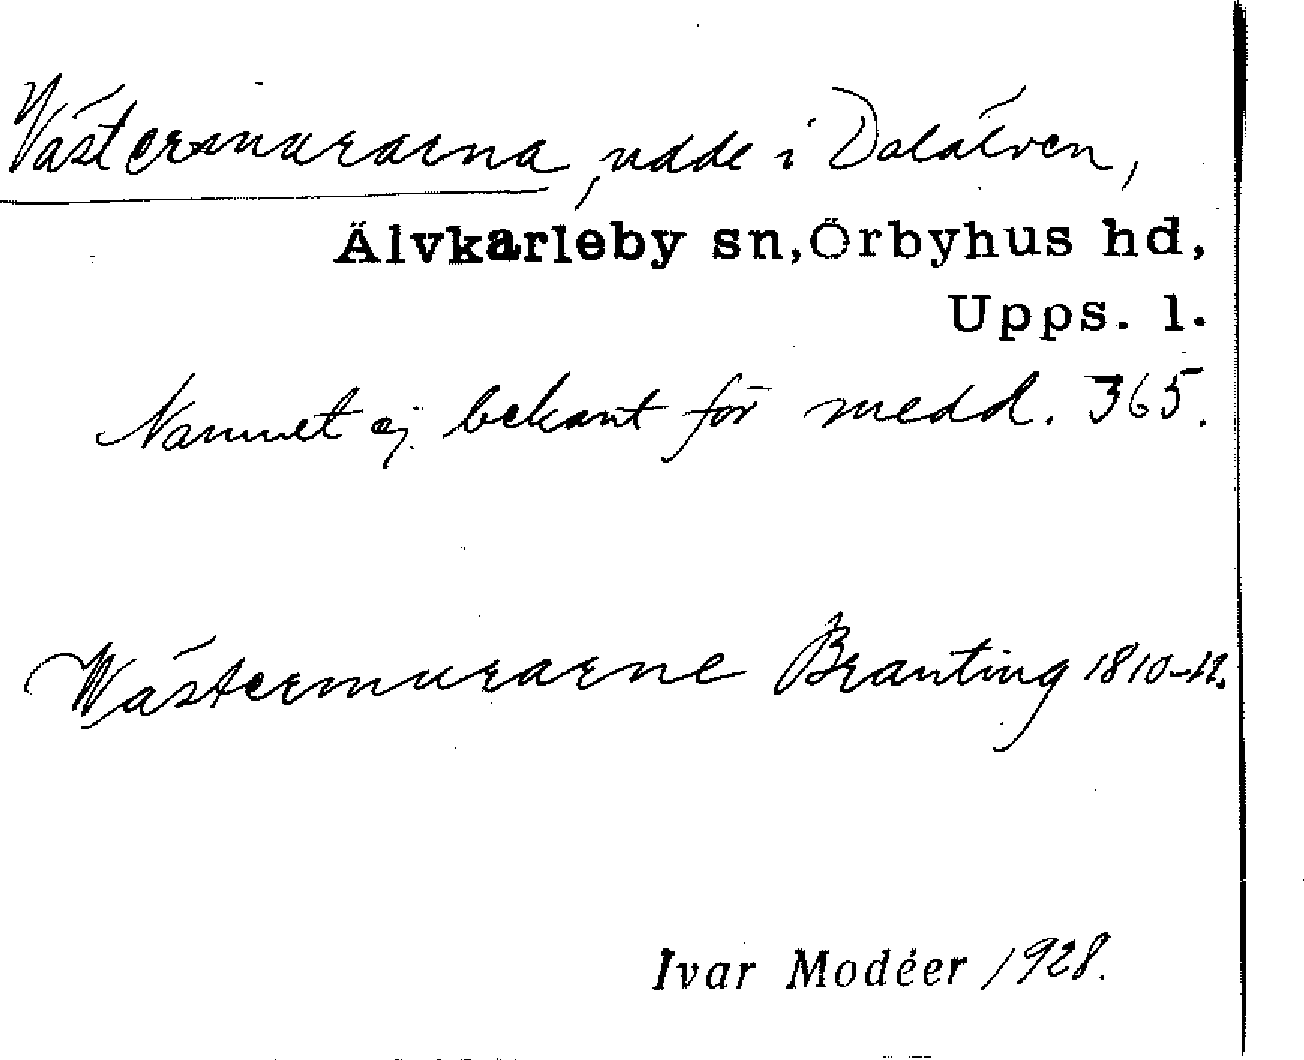 Västermurarna, udde i Dalälven,
Älvkarleby sn, Örbyhus hd,
Upps. l.
Namnet ej bekant för medd. 365.
Wästermurarne Branting 1810-12.
Ivar Modéer 1928.